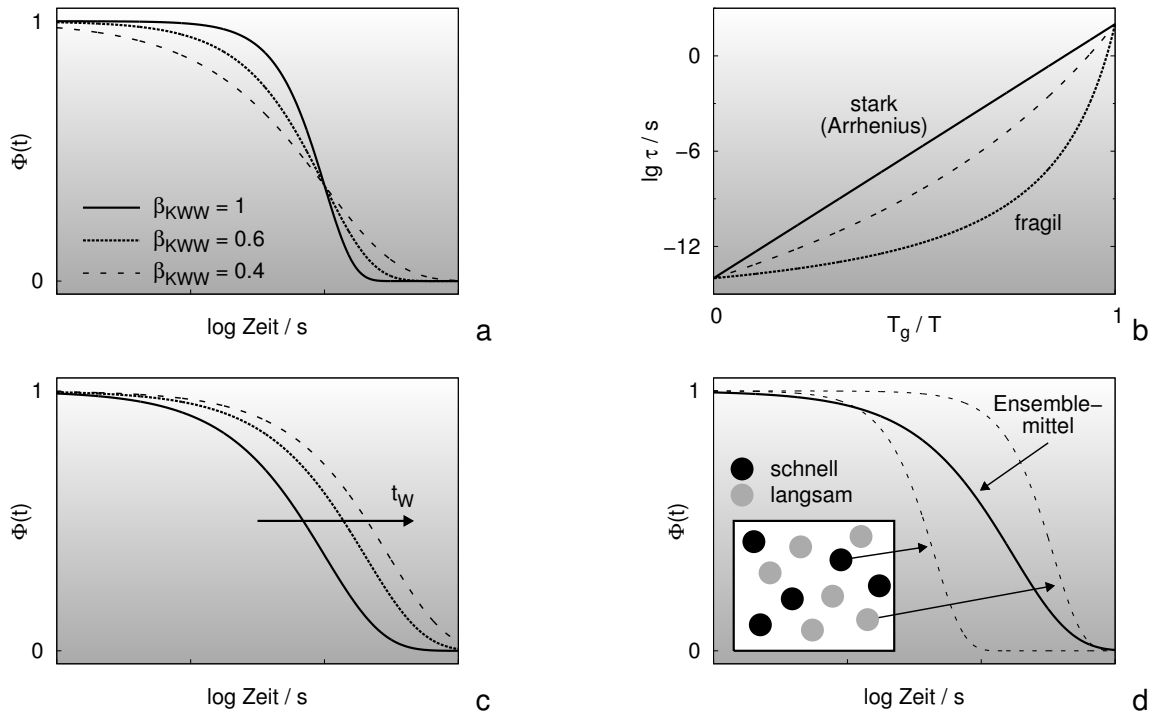 1
Φ(t)
β_KWW = 1
β_KWW = 0.6
β_KWW = 0.4
0
log Zeit / s
a
0
lg τ / s
stark
(Arrhenius)
−6
fragil
−12
0
T_g / T
1
b
1
Φ(t)
t_W
0
log Zeit / s
c
1
Ensemble−
mittel
schnell
langsam
Φ(t)
0
log Zeit / s
d